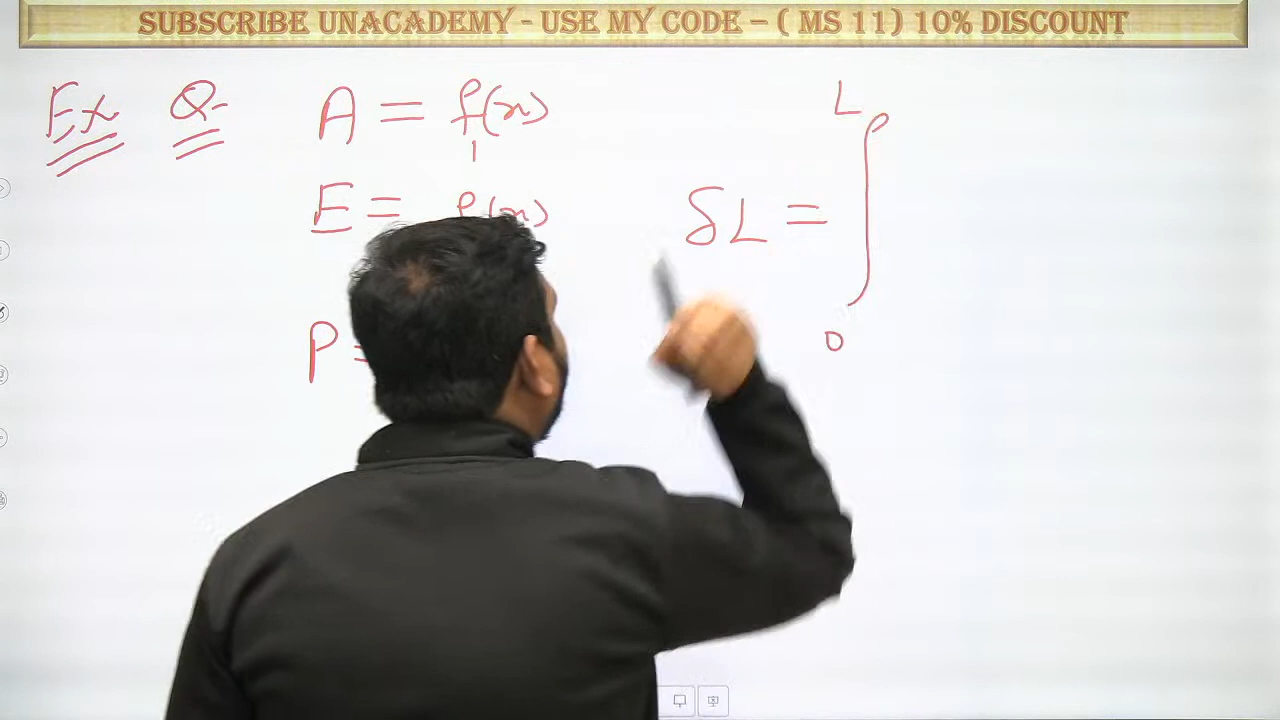 SUBSCRIBE UNACADEMY - USE MY CODE – ( MS 11) 10% DISCOUNT
Ex Q- A = f(x)
E = f(x)
P =
δL = ∫
L
0